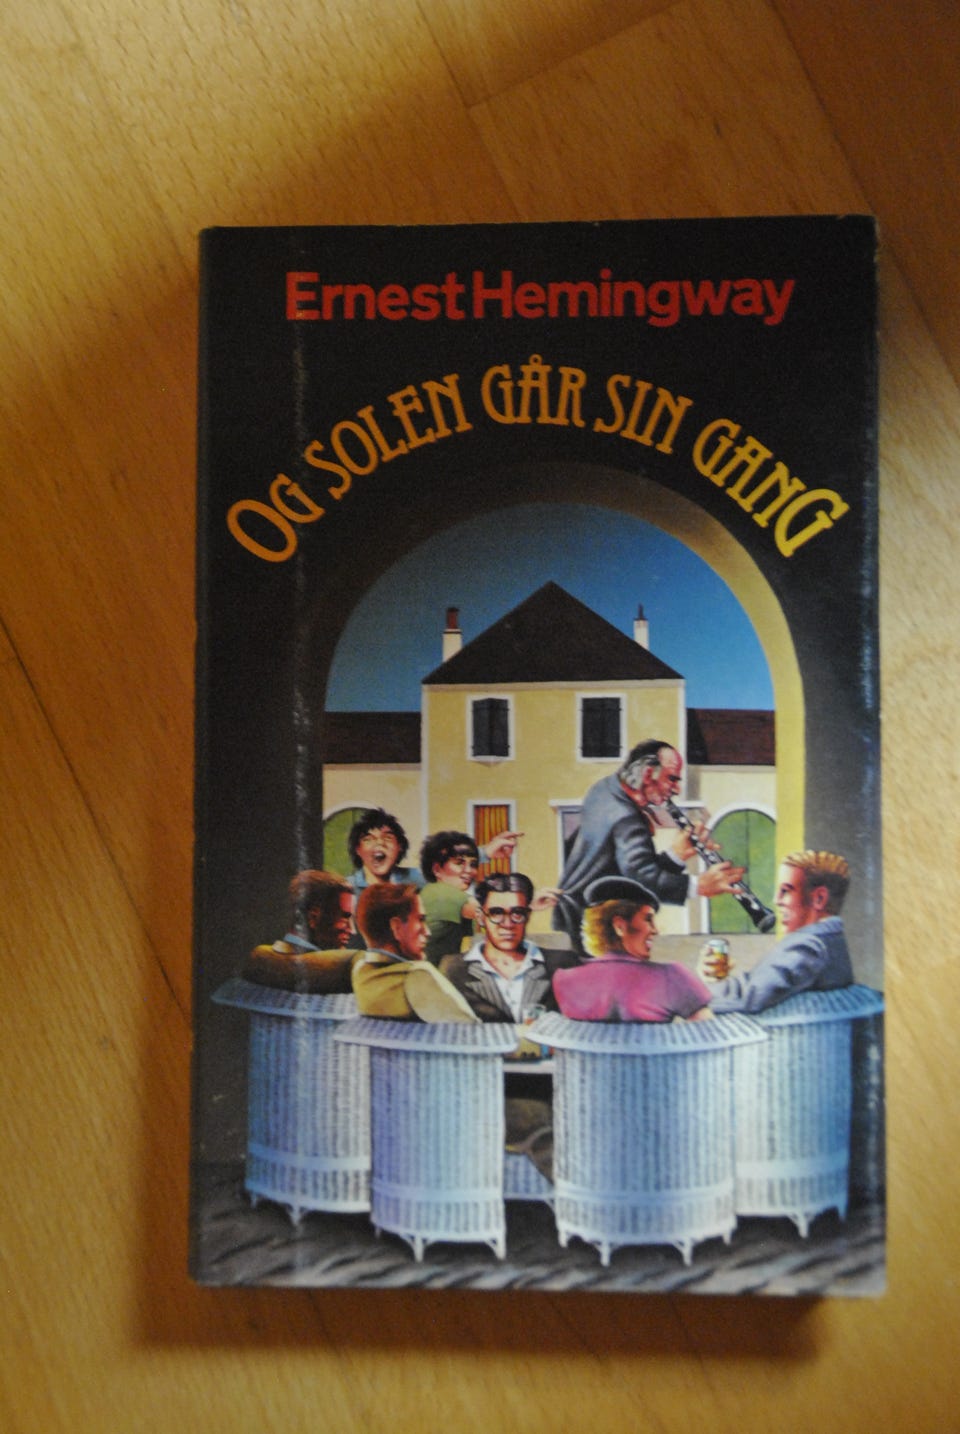 Ernest Hemingway
OG SOLEN GÅR SIN GANG